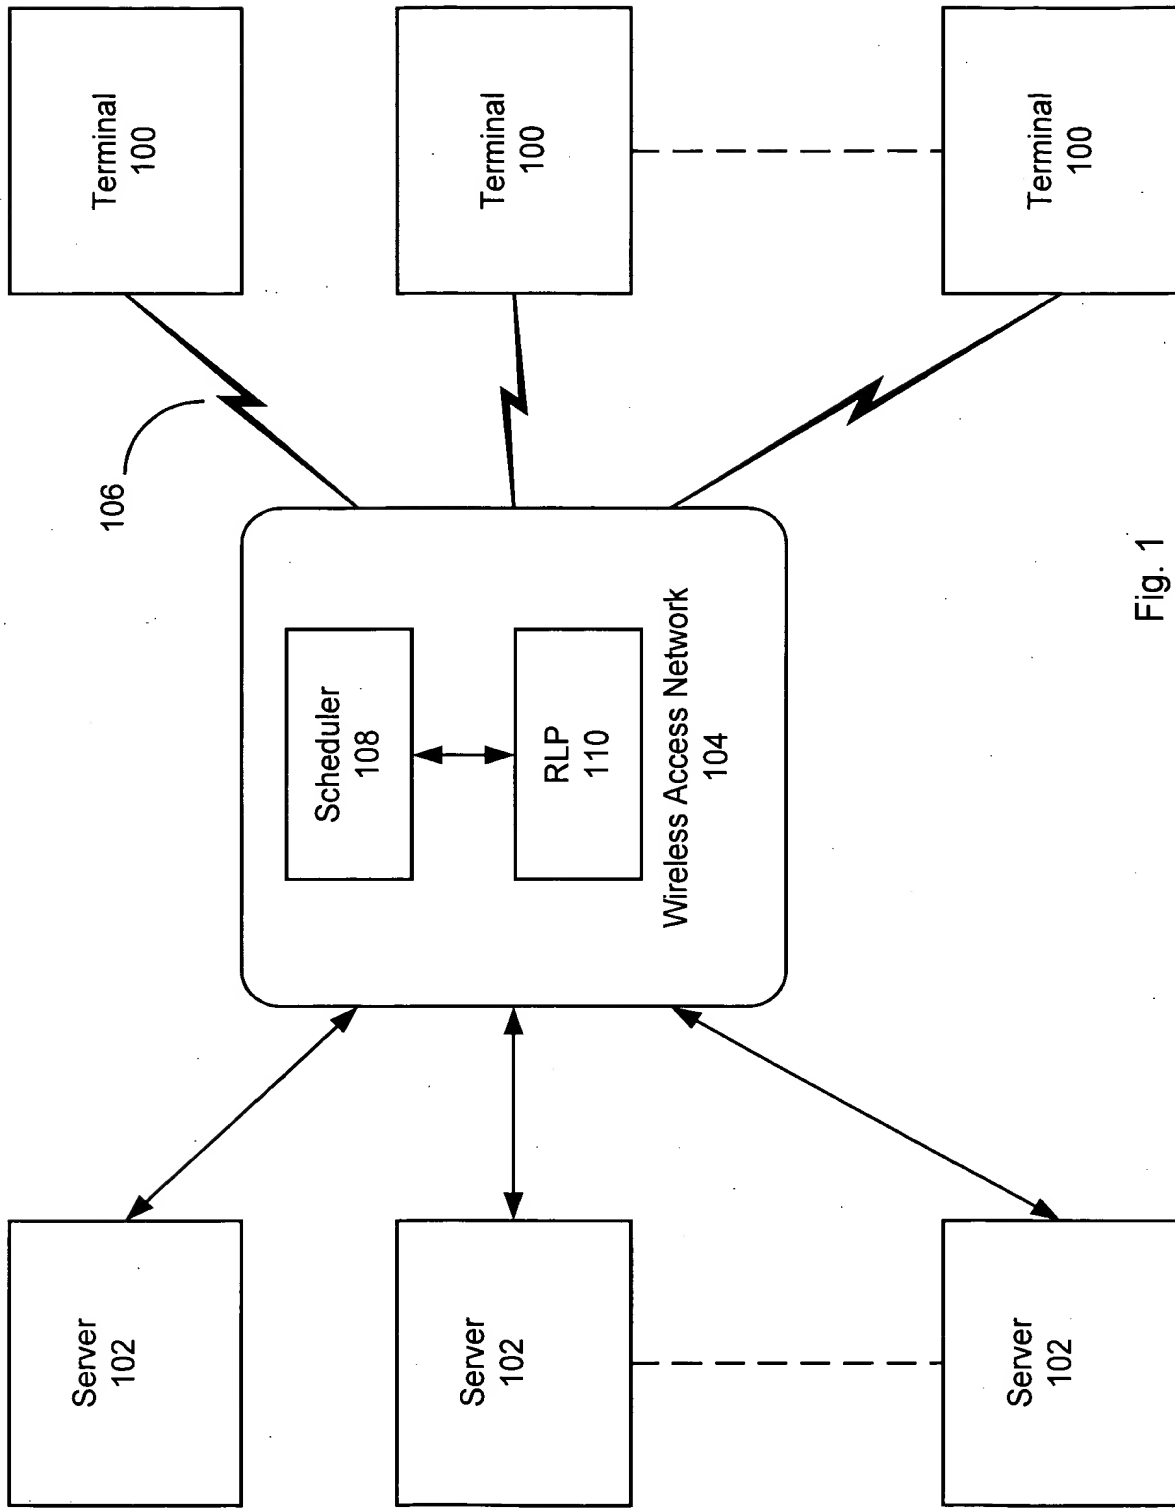 Server
102
Server
102
Server
102
Scheduler
108
RLP
110
Wireless Access Network
104
106
Terminal
100
Terminal
100
Terminal
100
Fig. 1